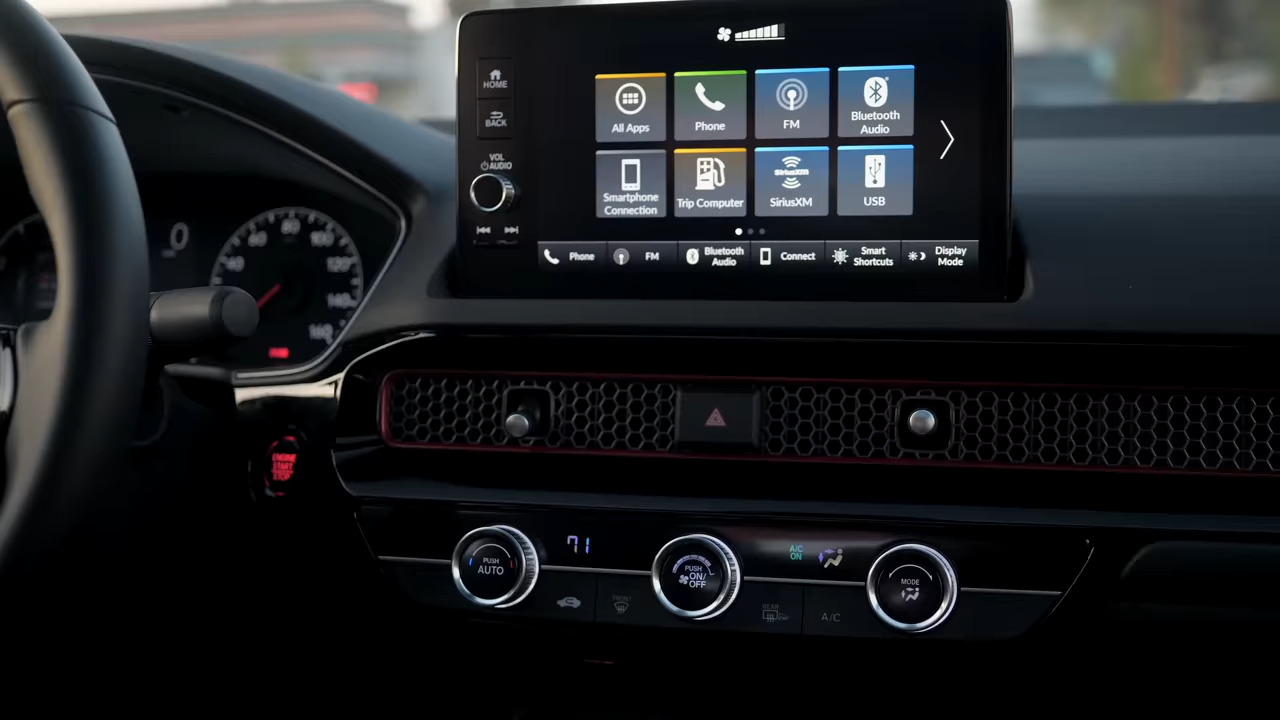 HOME
BACK
VOL
AUDIO
All Apps
Phone
FM
Bluetooth
Audio
Smartphone
Connection
Trip Computer
SiriusXM
SiriusXM
USB
Phone
FM
Bluetooth
Audio
Connect
Smart
Shortcuts
Display
Mode
0
40
60
80
100
120
140
160
ENGINE
START
STOP
PUSH
AUTO
71
PUSH
ON/
OFF
A/C
ON
MODE
FRONT
REAR
A/C